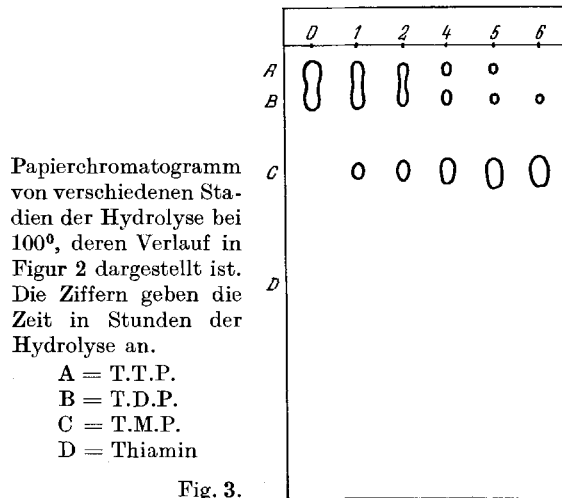 0 1 2 4 5 6
A
B
C
D
Papierchromatogramm
von verschiedenen Sta-
dien der Hydrolyse bei
100⁰, deren Verlauf in
Figur 2 dargestellt ist.
Die Ziffern geben die
Zeit in Stunden der
Hydrolyse an.
A = T.T.P.
B = T.D.P.
C = T.M.P.
D = Thiamin
Fig. 3.